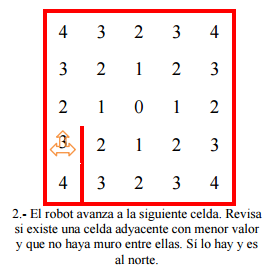 4 3 2 3 4
3 2 1 2 3
2 1 0 1 2
3 2 1 2 3
4 3 2 3 4
2.- El robot avanza a la siguiente celda. Revisa
si existe una celda adyacente con menor valor
y que no haya muro entre ellas. Sí lo hay y es
al norte.